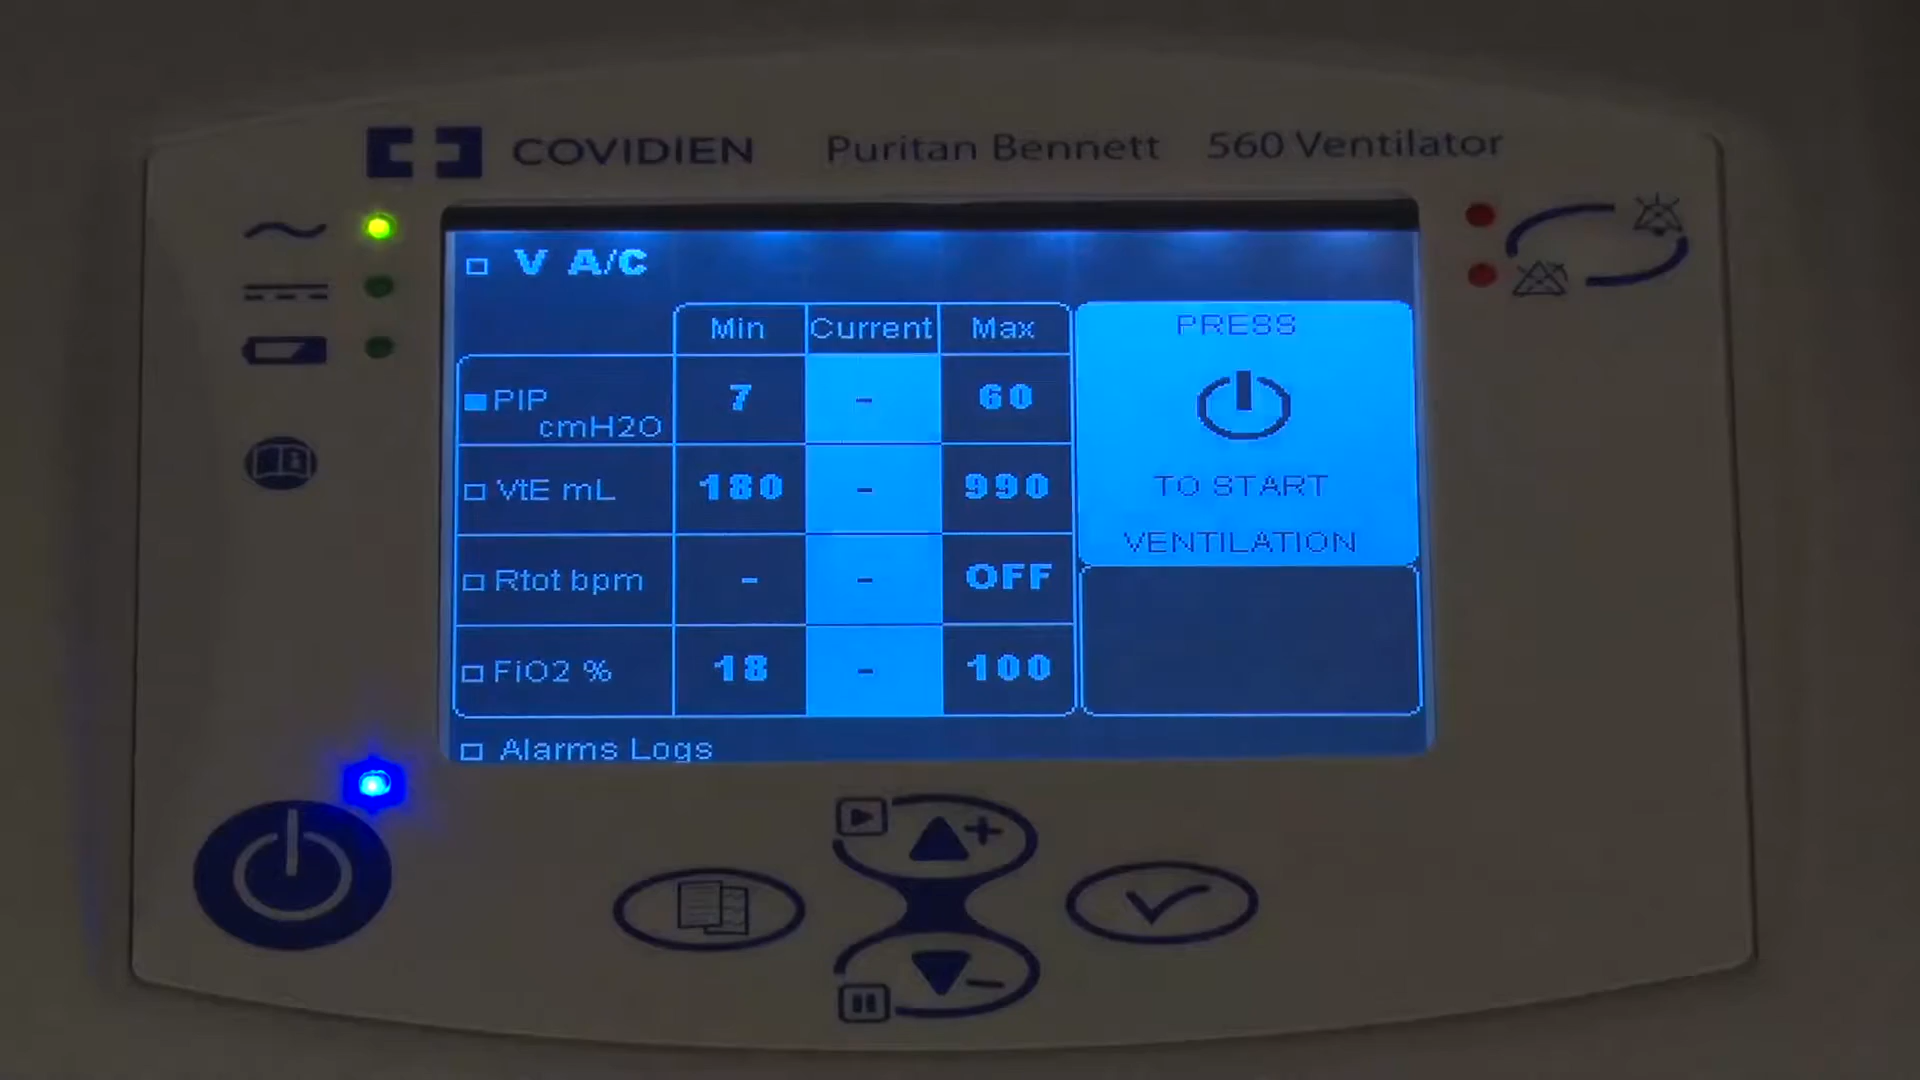 COVIDIEN Puritan Bennett 560 Ventilator
V A/C
Min Current Max
PRESS
PIP cmH2O 7 - 60
VtE mL 180 - 990
TO START
VENTILATION
Rtot bpm - - OFF
FiO2 % 18 - 100
Alarms Logs